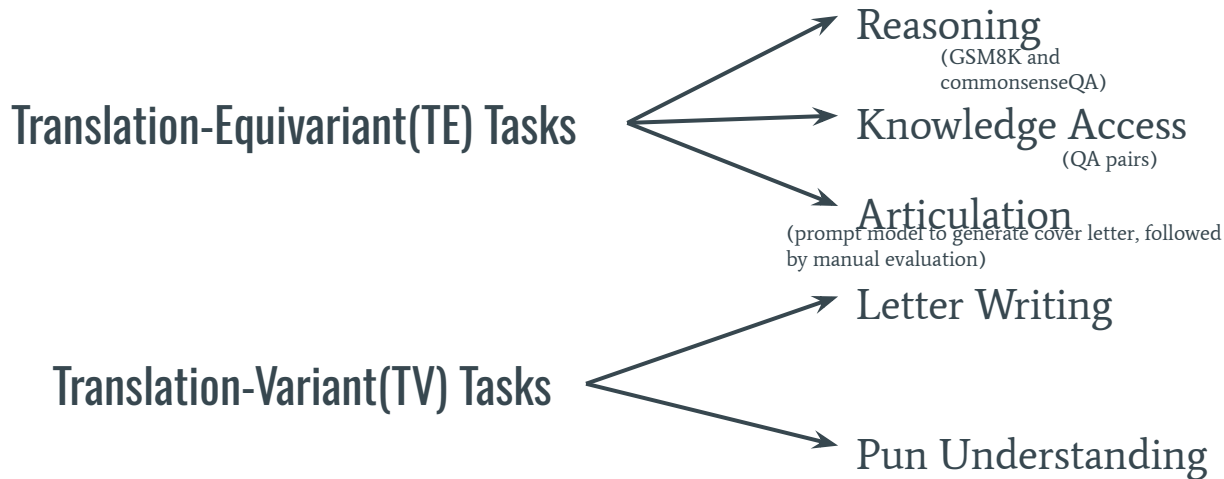 Translation-Equivariant(TE) Tasks
Reasoning
(GSM8K and
commonsenseQA)
Knowledge Access
(QA pairs)
Articulation
(prompt model to generate cover letter, followed
by manual evaluation)
Translation-Variant(TV) Tasks
Letter Writing
Pun Understanding